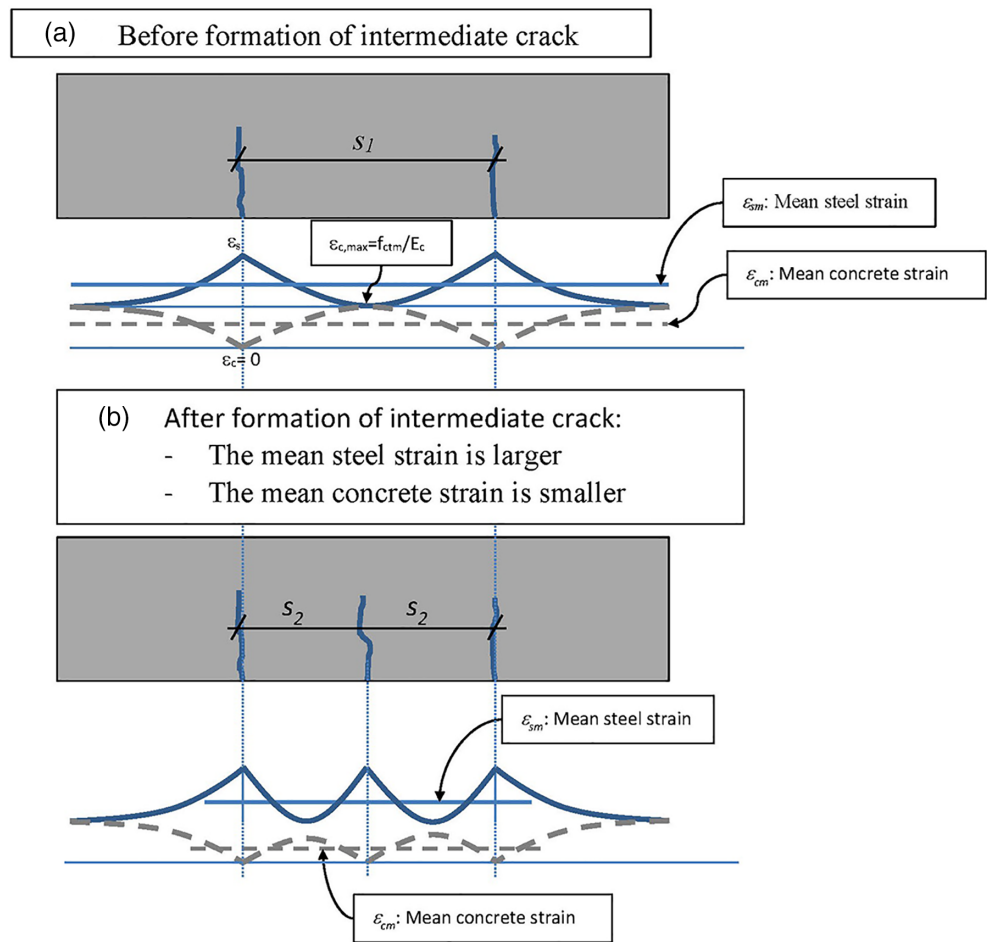 (a) Before formation of intermediate crack
s1
εsm: Mean steel strain
εs
εc,max=fctm/Ec
εcm: Mean concrete strain
εc= 0
(b) After formation of intermediate crack:
- The mean steel strain is larger
- The mean concrete strain is smaller
s2 s2
εsm: Mean steel strain
εcm: Mean concrete strain